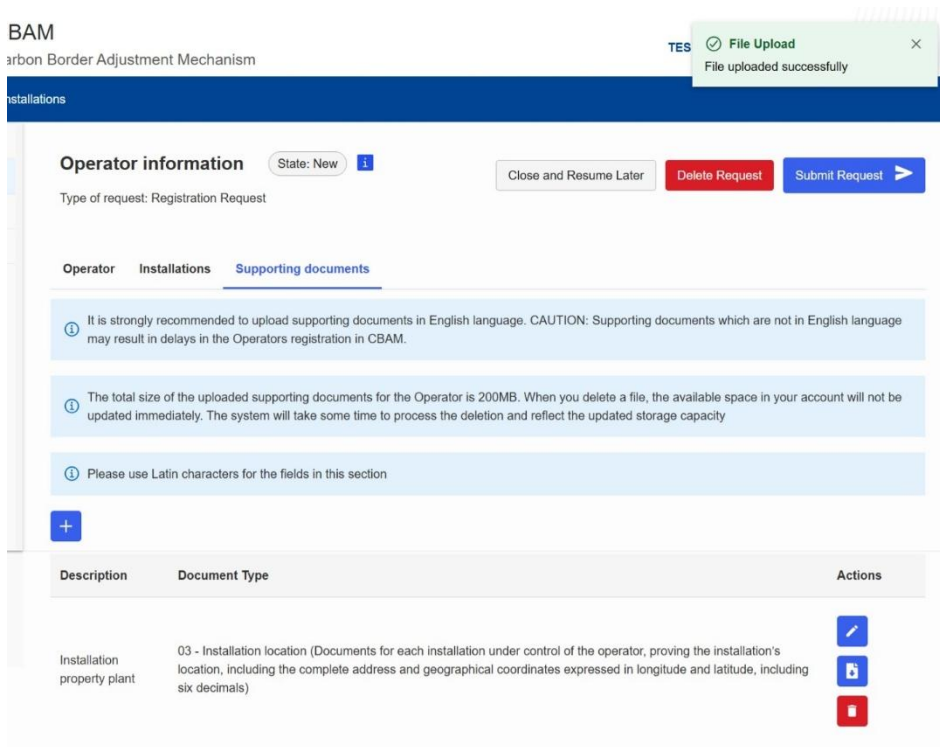 BAM
arbon Border Adjustment Mechanism
TES
File Upload
File uploaded successfully
nstallations
Operator information
State: New
i
Close and Resume Later
Delete Request
Submit Request
Type of request: Registration Request
Operator
Installations
Supporting documents
It is strongly recommended to upload supporting documents in English language. CAUTION: Supporting documents which are not in English language
may result in delays in the Operators registration in CBAM.
The total size of the uploaded supporting documents for the Operator is 200MB. When you delete a file, the available space in your account will not be
updated immediately. The system will take some time to process the deletion and reflect the updated storage capacity
Please use Latin characters for the fields in this section
Description
Document Type
Actions
Installation
property plant
03 - Installation location (Documents for each installation under control of the operator, proving the installation's
location, including the complete address and geographical coordinates expressed in longitude and latitude, including
six decimals)